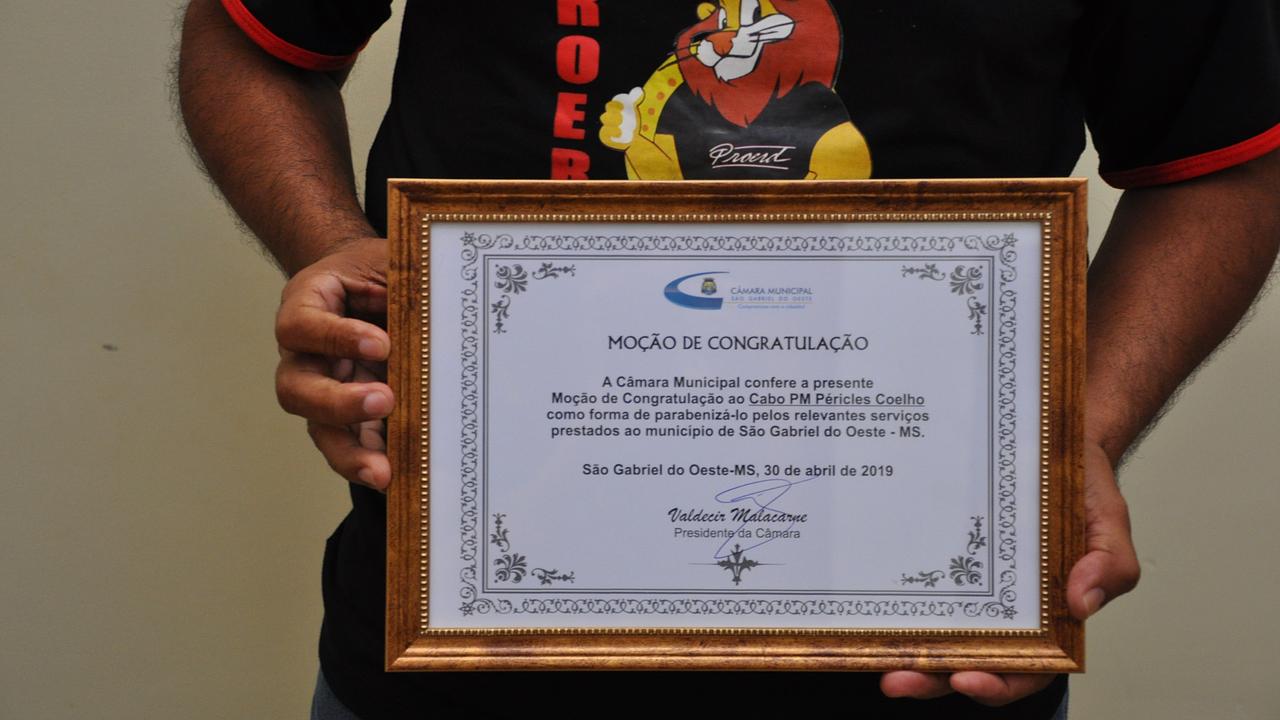 ROER
Proerd
CÂMARA MUNICIPAL
SÃO GABRIEL DO OESTE
MOÇÃO DE CONGRATULAÇÃO
A Câmara Municipal confere a presente
Moção de Congratulação ao Cabo PM Péricles Coelho
como forma de parabenizá-lo pelos relevantes serviços
prestados ao município de São Gabriel do Oeste - MS.
São Gabriel do Oeste-MS, 30 de abril de 2019
Valdecir Malacarne
Presidente da Câmara